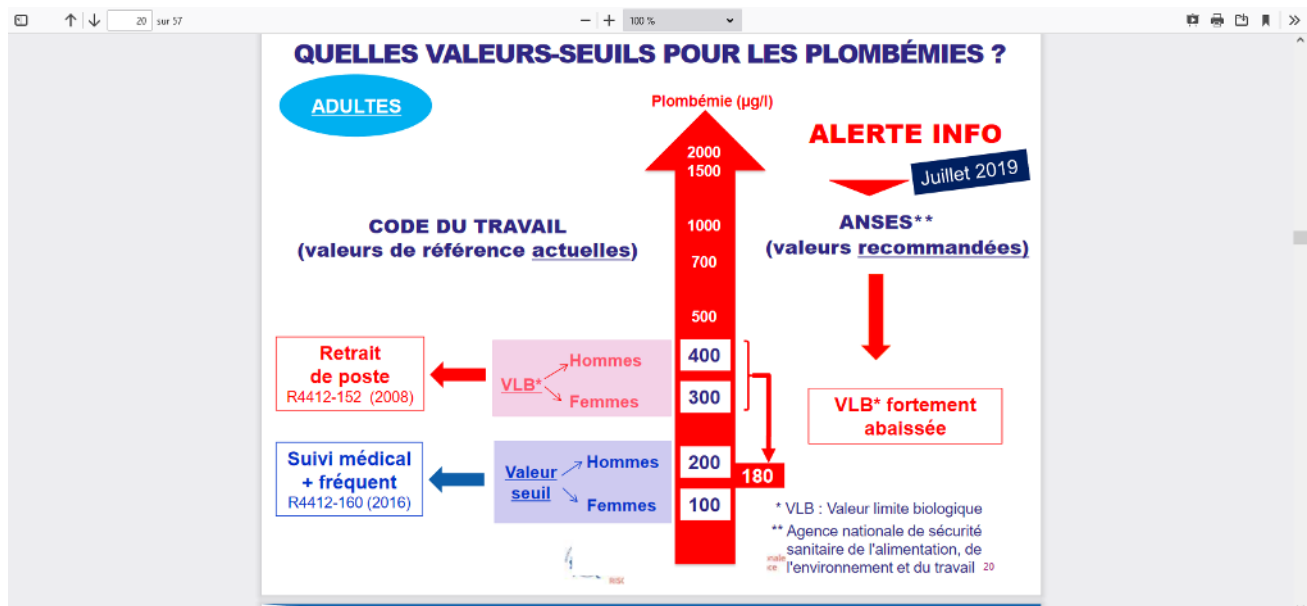 20 sur 57
100 %
QUELLES VALEURS-SEUILS POUR LES PLOMBÉMIES ?
ADULTES
Plombémie (µg/l)
ALERTE INFO
Juillet 2019
2000
1500
1000
700
500
400
300
200
100
CODE DU TRAVAIL
(valeurs de référence actuelles)
ANSES**
(valeurs recommandées)
Retrait
de poste
R4412-152 (2008)
VLB*
Hommes
Femmes
VLB* fortement
abaissée
Suivi médical
+ fréquent
R4412-160 (2016)
Valeur
seuil
Hommes
Femmes
180
* VLB : Valeur limite biologique
** Agence nationale de sécurité
sanitaire de l'alimentation, de
l'environnement et du travail 20